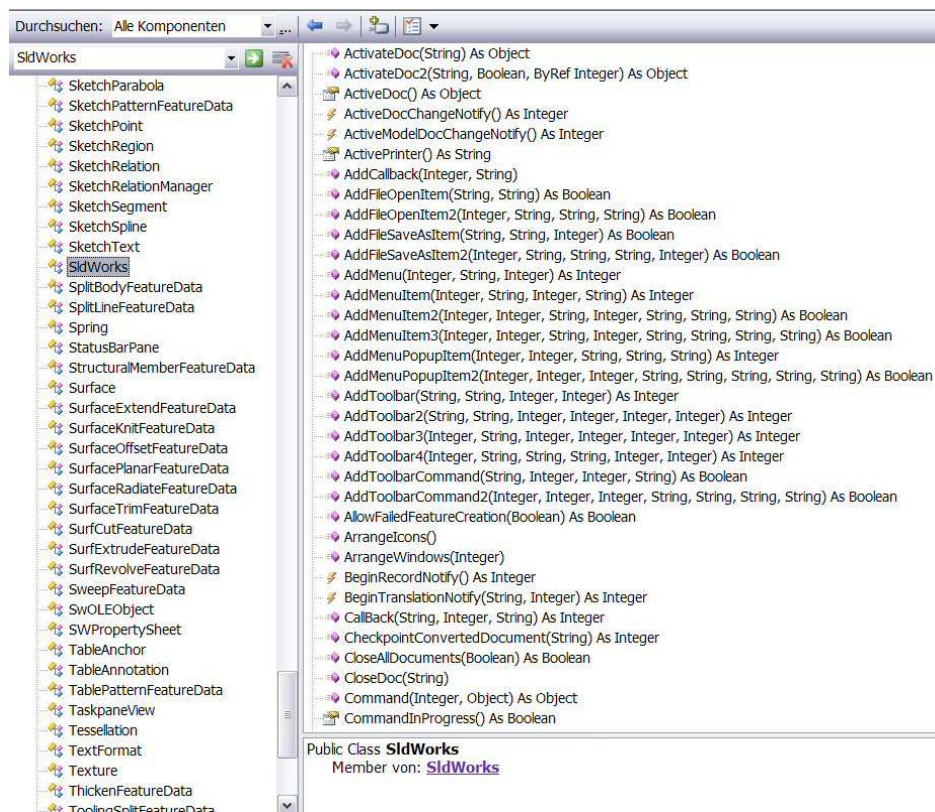 Durchsuchen: Alle Komponenten ...
SldWorks
SketchParabola
SketchPatternFeatureData
SketchPoint
SketchRegion
SketchRelation
SketchRelationManager
SketchSegment
SketchSpline
SketchText
SldWorks
SplitBodyFeatureData
SplitLineFeatureData
Spring
StatusBarPane
StructuralMemberFeatureData
Surface
SurfaceExtendFeatureData
SurfaceKnitFeatureData
SurfaceOffsetFeatureData
SurfacePlanarFeatureData
SurfaceRadiateFeatureData
SurfaceTrimFeatureData
SurfCutFeatureData
SurfExtrudeFeatureData
SurfRevolveFeatureData
SweepFeatureData
SwOLEObject
SWPropertySheet
TableAnchor
TableAnnotation
TablePatternFeatureData
TaskpaneView
Tessellation
TextFormat
Texture
ThickenFeatureData
ToolingSplitFeatureData
ActivateDoc(String) As Object
ActivateDoc2(String, Boolean, ByRef Integer) As Object
ActiveDoc() As Object
ActiveDocChangeNotify() As Integer
ActiveModelDocChangeNotify() As Integer
ActivePrinter() As String
AddCallback(Integer, String)
AddFileOpenItem(String, String) As Boolean
AddFileOpenItem2(Integer, String, String, String) As Boolean
AddFileSaveAsItem(String, String, Integer) As Boolean
AddFileSaveAsItem2(Integer, String, String, String, Integer) As Boolean
AddMenu(Integer, String, Integer) As Integer
AddMenuItem(Integer, String, Integer, String) As Integer
AddMenuItem2(Integer, Integer, String, Integer, String, String, String) As Boolean
AddMenuItem3(Integer, Integer, String, Integer, String, String, String, String) As Boolean
AddMenuPopupItem(Integer, Integer, String, String, String) As Integer
AddMenuPopupItem2(Integer, Integer, Integer, String, String, String, String, String) As Boolean
AddToolbar(String, String, Integer, Integer) As Integer
AddToolbar2(String, String, Integer, Integer, Integer, Integer) As Integer
AddToolbar3(Integer, String, Integer, Integer, Integer, Integer) As Integer
AddToolbar4(Integer, String, String, String, Integer, Integer) As Integer
AddToolbarCommand(String, Integer, Integer, String) As Boolean
AddToolbarCommand2(Integer, Integer, Integer, String, String, String, String) As Boolean
AllowFailedFeatureCreation(Boolean) As Boolean
ArrangeIcons()
ArrangeWindows(Integer)
BeginRecordNotify() As Integer
BeginTranslationNotify(String, Integer) As Integer
CallBack(String, Integer, String) As Integer
CheckpointConvertedDocument(String) As Integer
CloseAllDocuments(Boolean) As Boolean
CloseDoc(String)
Command(Integer, Object) As Object
CommandInProgress() As Boolean
Public Class SldWorks
Member von: SldWorks